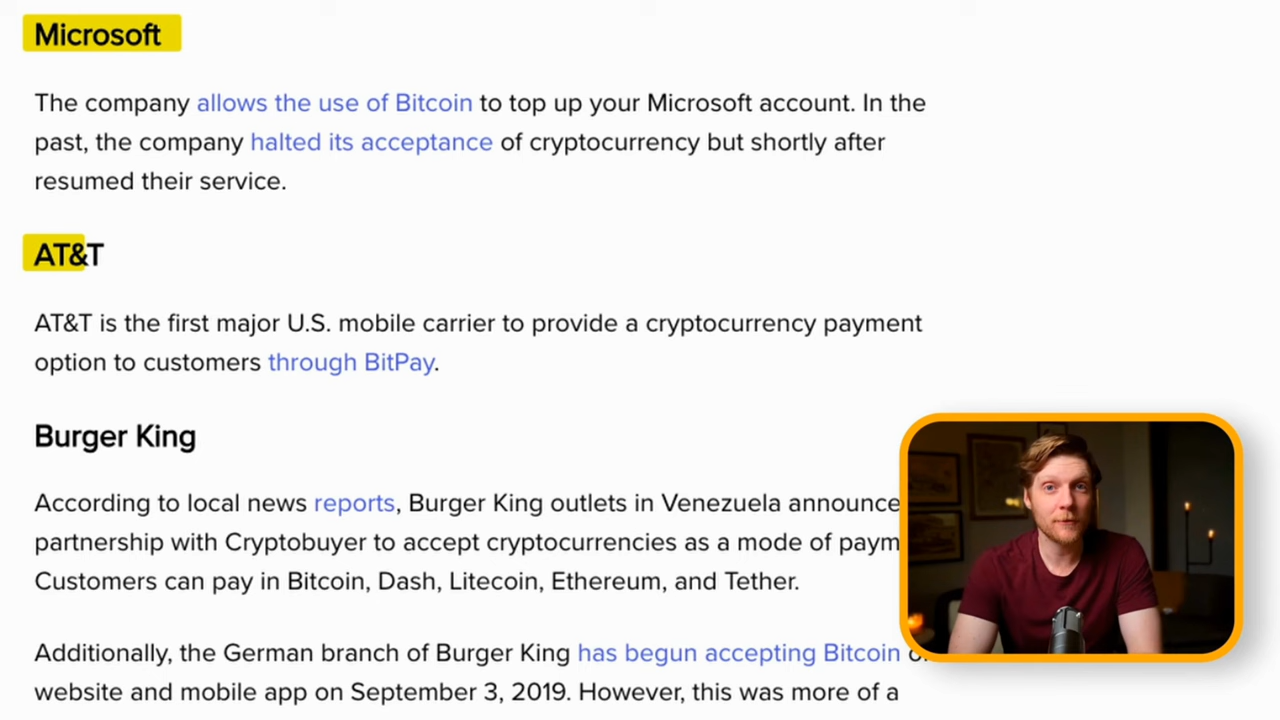 Microsoft
The company allows the use of Bitcoin to top up your Microsoft account. In the
past, the company halted its acceptance of cryptocurrency but shortly after
resumed their service.
AT&T
AT&T is the first major U.S. mobile carrier to provide a cryptocurrency payment
option to customers through BitPay.
Burger King
According to local news reports, Burger King outlets in Venezuela announce
partnership with Cryptobuyer to accept cryptocurrencies as a mode of paym
Customers can pay in Bitcoin, Dash, Litecoin, Ethereum, and Tether.
Additionally, the German branch of Burger King has begun accepting Bitcoin
website and mobile app on September 3, 2019. However, this was more of a